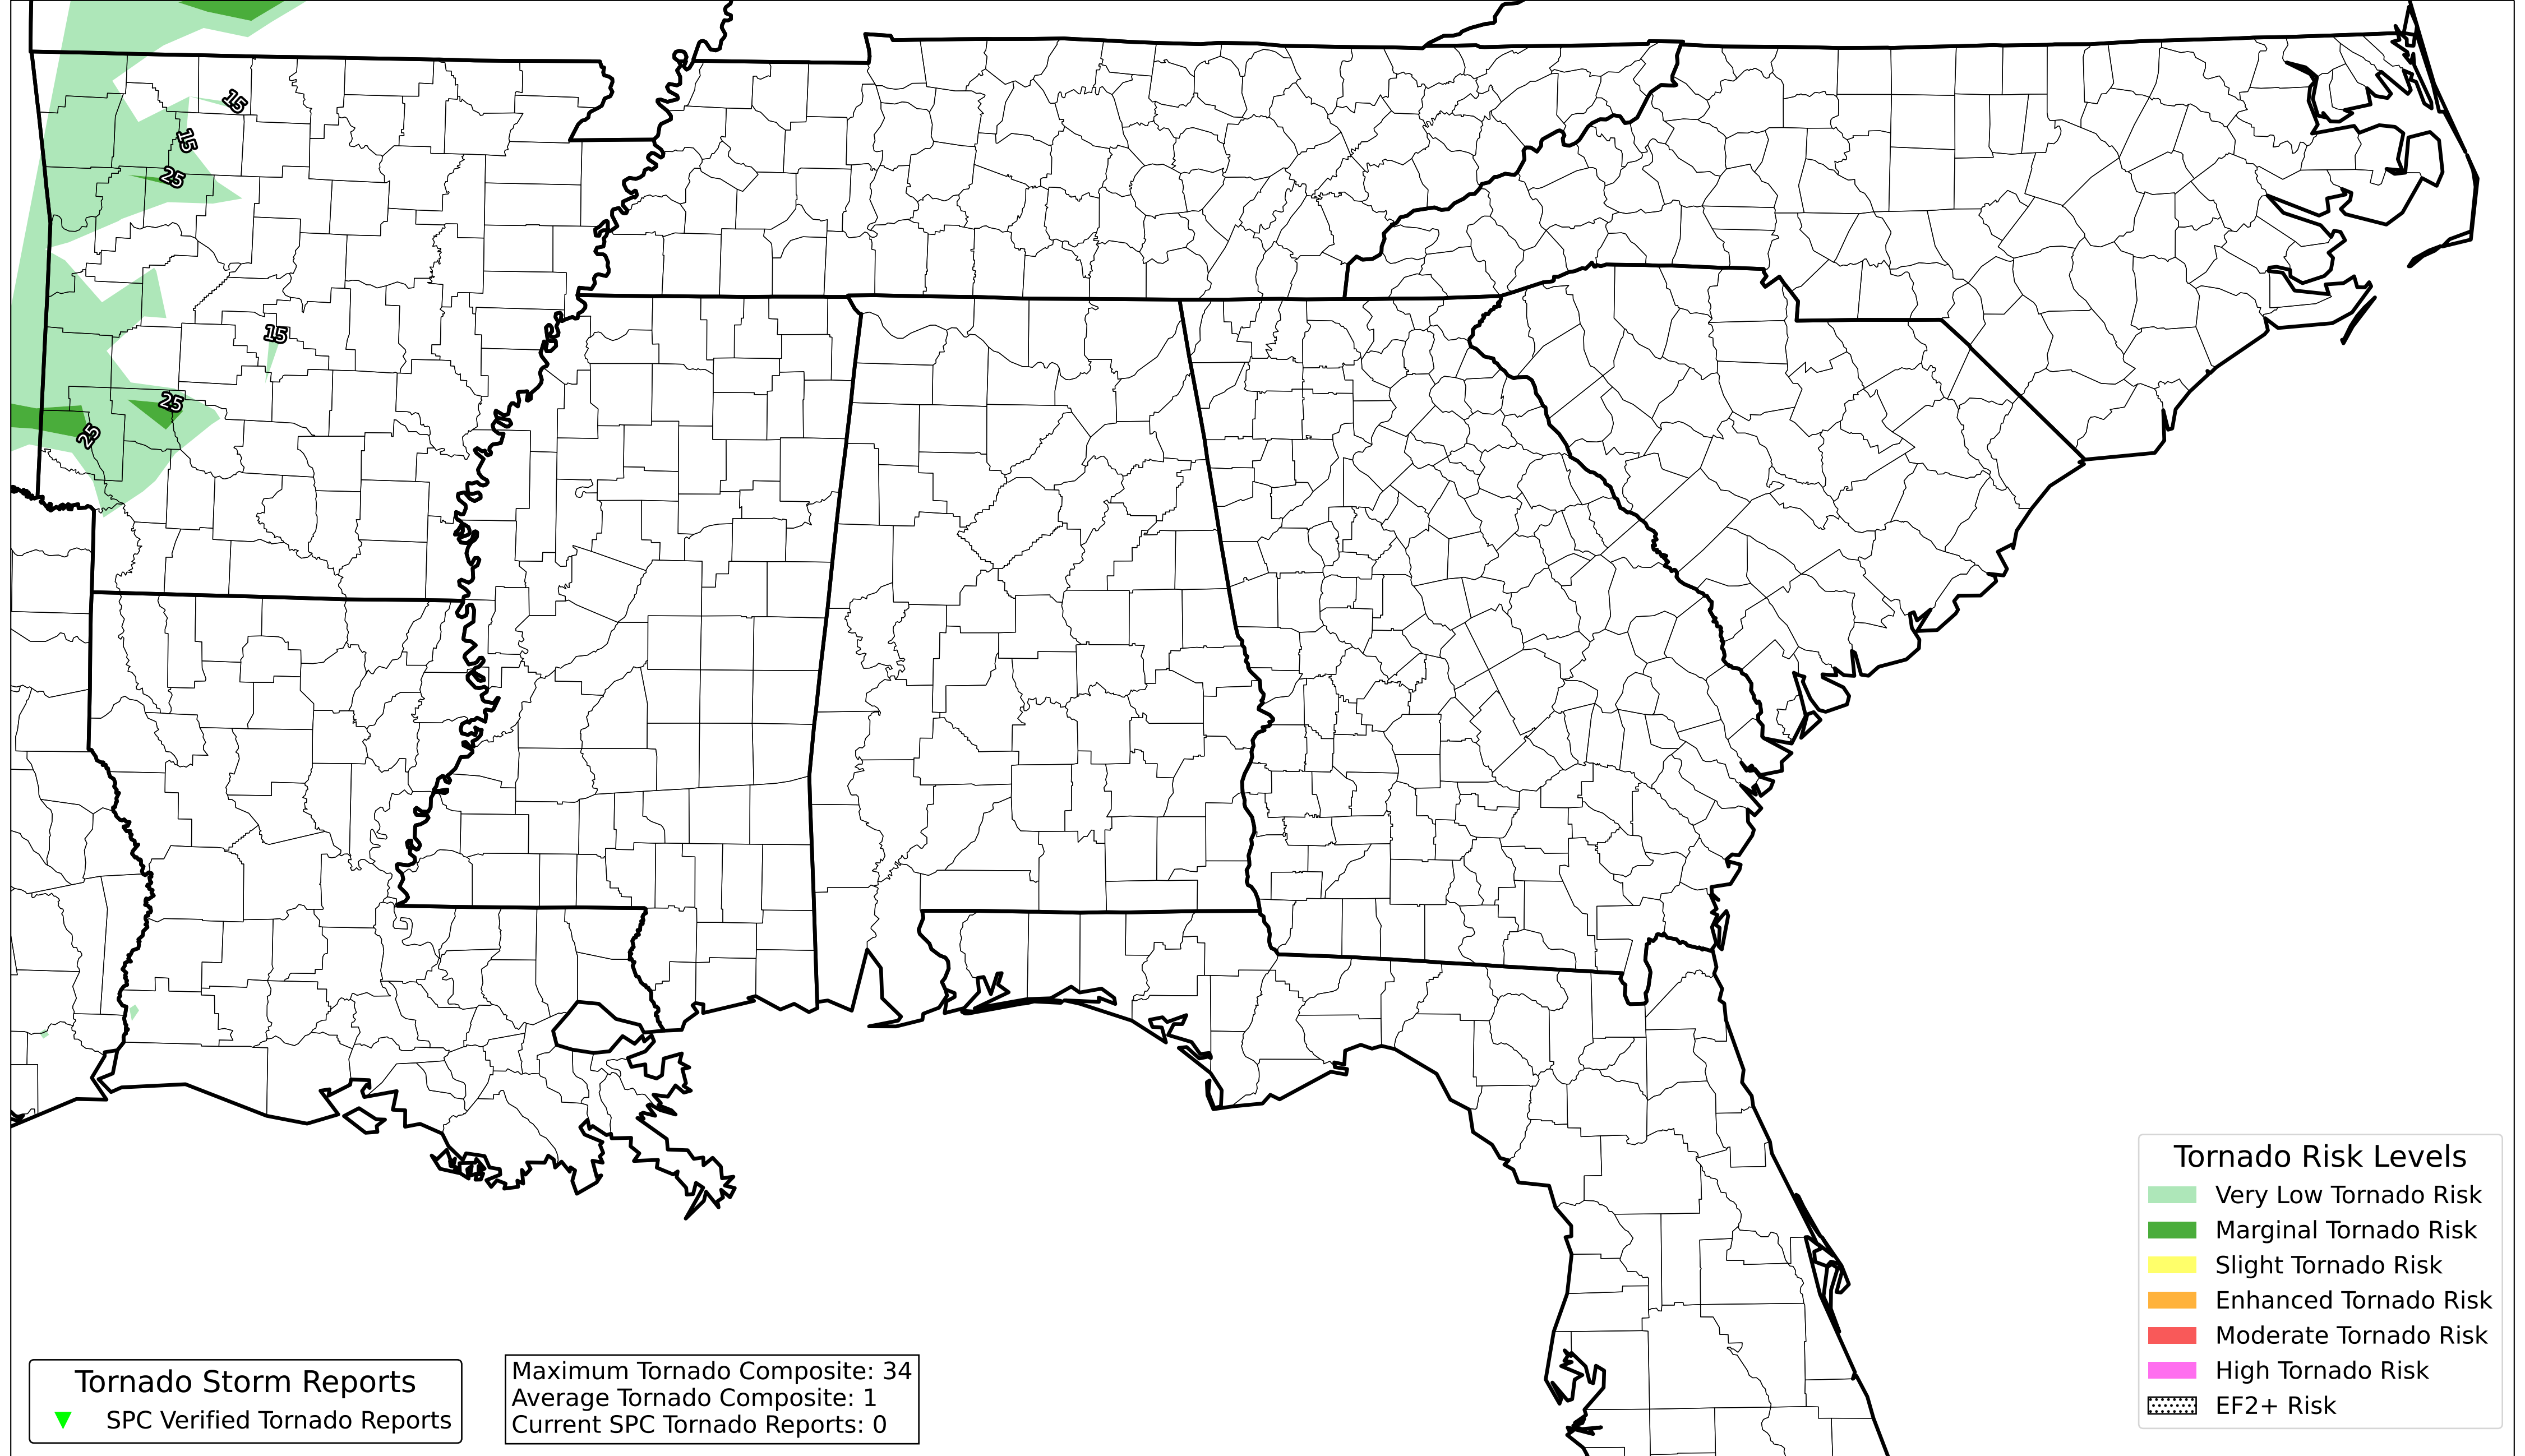 15
15
25
15
25
25
Tornado Risk Levels
Very Low Tornado Risk
Marginal Tornado Risk
Slight Tornado Risk
Enhanced Tornado Risk
Moderate Tornado Risk
High Tornado Risk
EF2+ Risk
Tornado Storm Reports
SPC Verified Tornado Reports
Maximum Tornado Composite: 34
Average Tornado Composite: 1
Current SPC Tornado Reports: 0